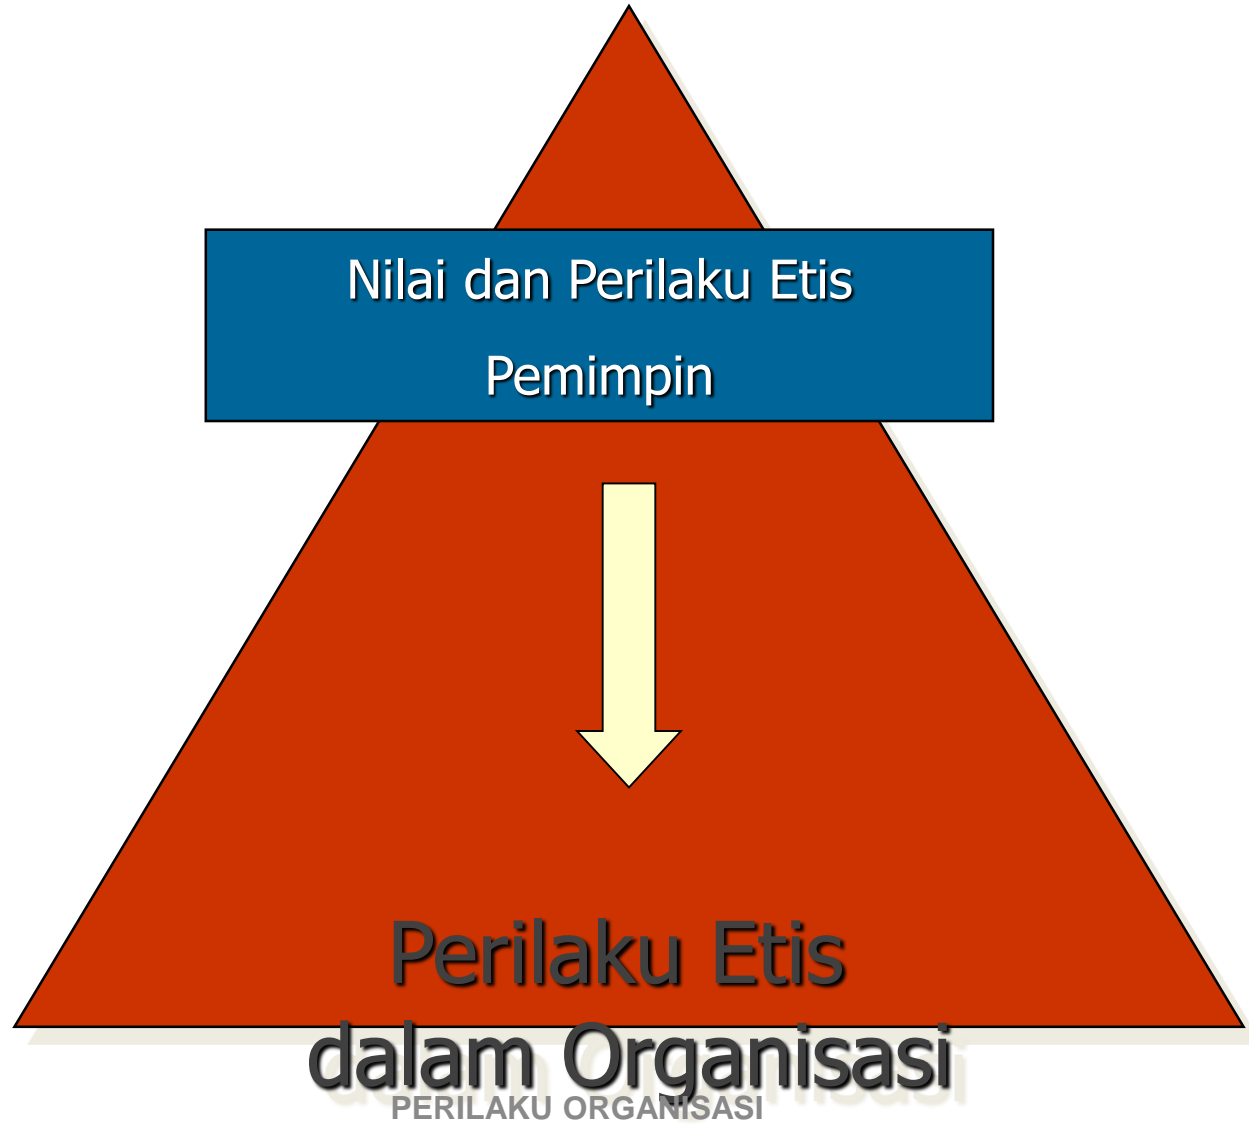 Nilai dan Perilaku Etis
Pemimpin
Perilaku Etis
dalam Organisasi
PERILAKU ORGANISASI